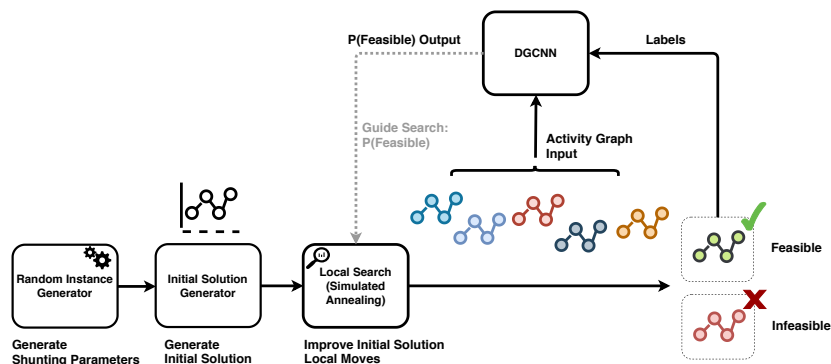 P(Feasible) Output
DGCNN
Labels
Guide Search:
P(Feasible)
Activity Graph
Input
Random Instance
Generator
Initial Solution
Generator
Local Search
(Simulated
Annealing)
Feasible
Infeasible
Generate
Shunting Parameters
Generate
Initial Solution
Improve Initial Solution
Local Moves